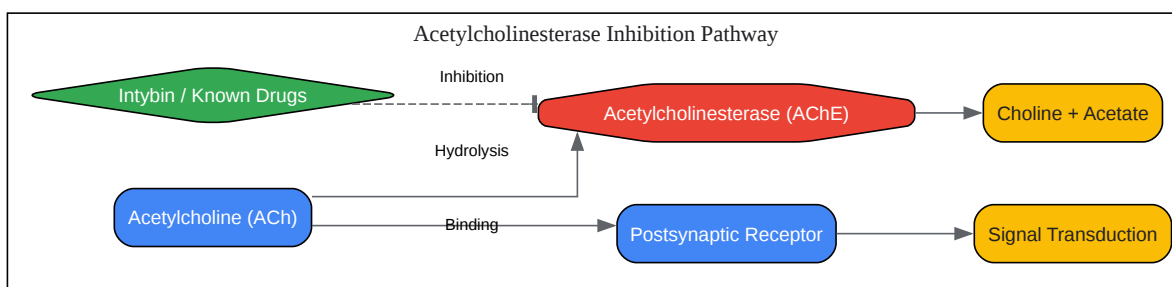 Acetylcholinesterase Inhibition Pathway
Inhibition
Intybin / Known Drugs
Acetylcholinesterase (AChE)
Choline + Acetate
Hydrolysis
Acetylcholine (ACh)
Binding
Postsynaptic Receptor
Signal Transduction